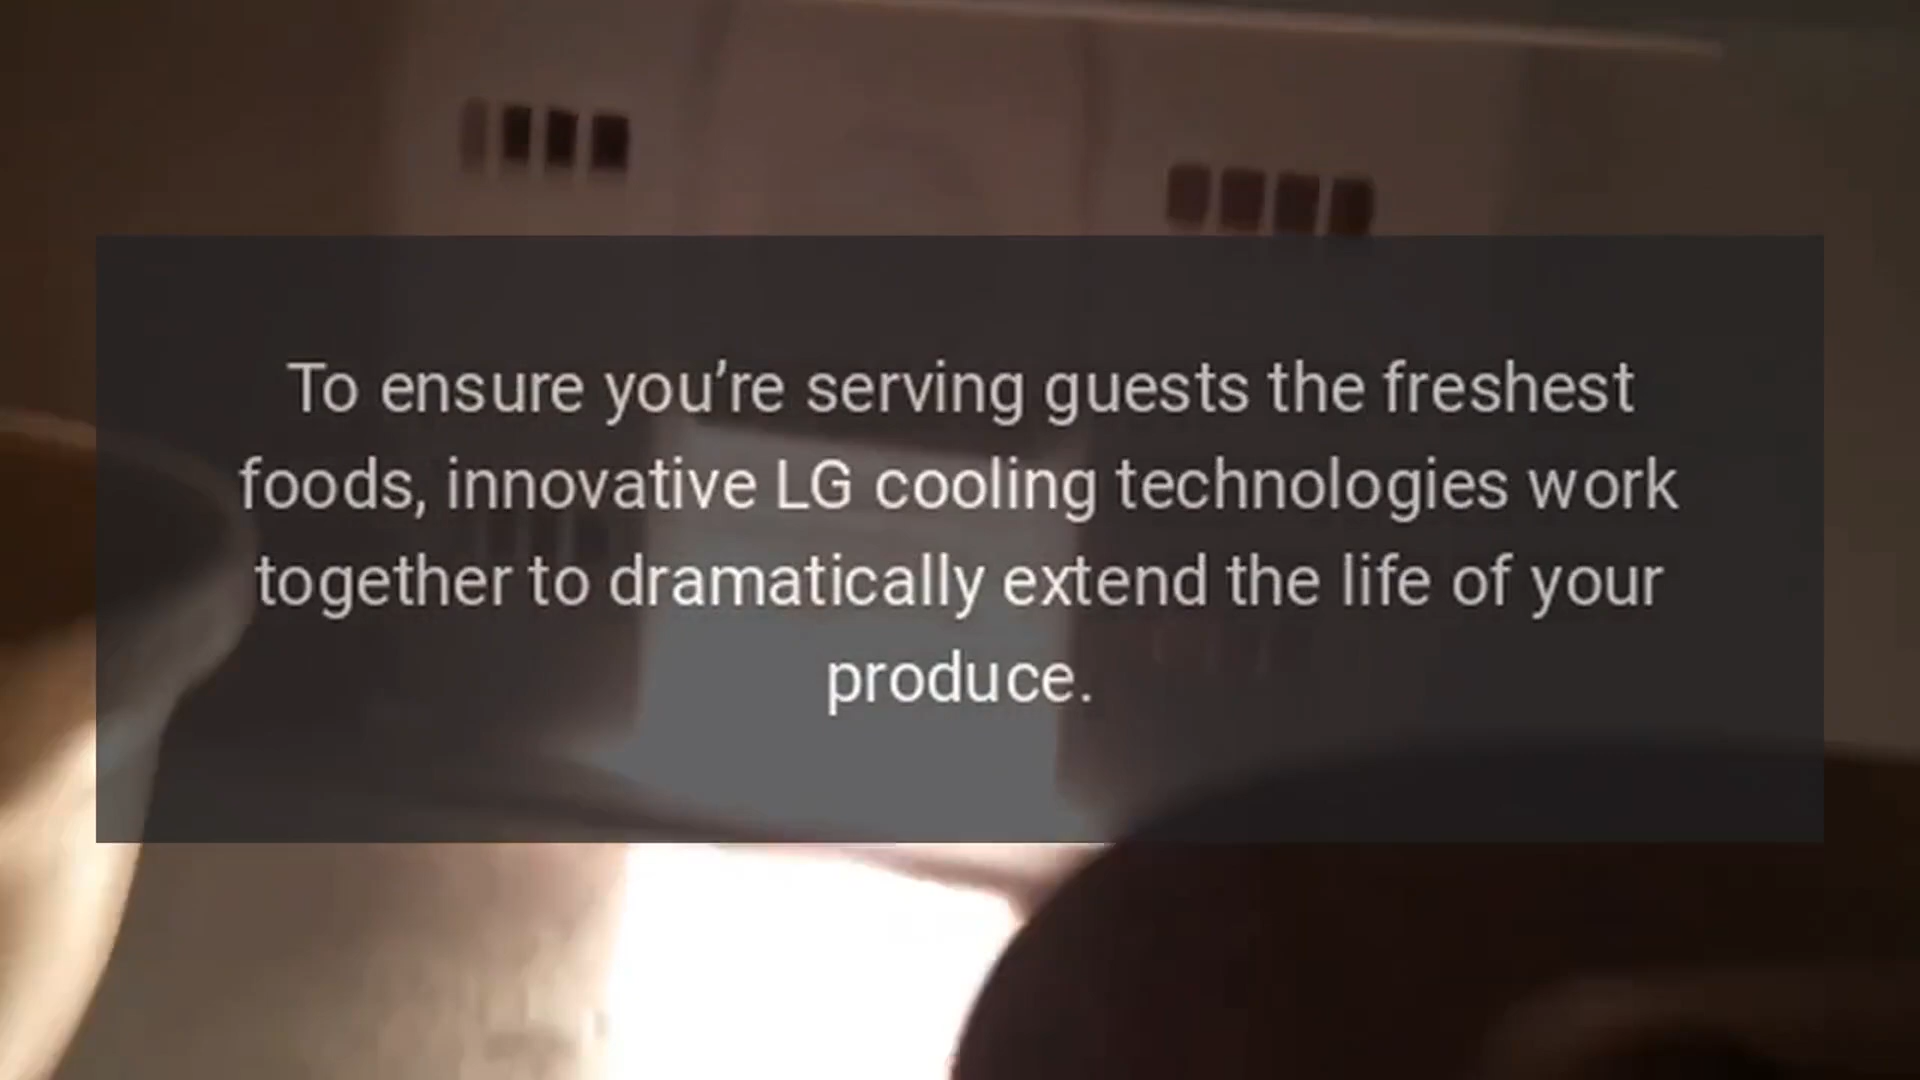 To ensure you’re serving guests the freshest
foods, innovative LG cooling technologies work
together to dramatically extend the life of your
produce.